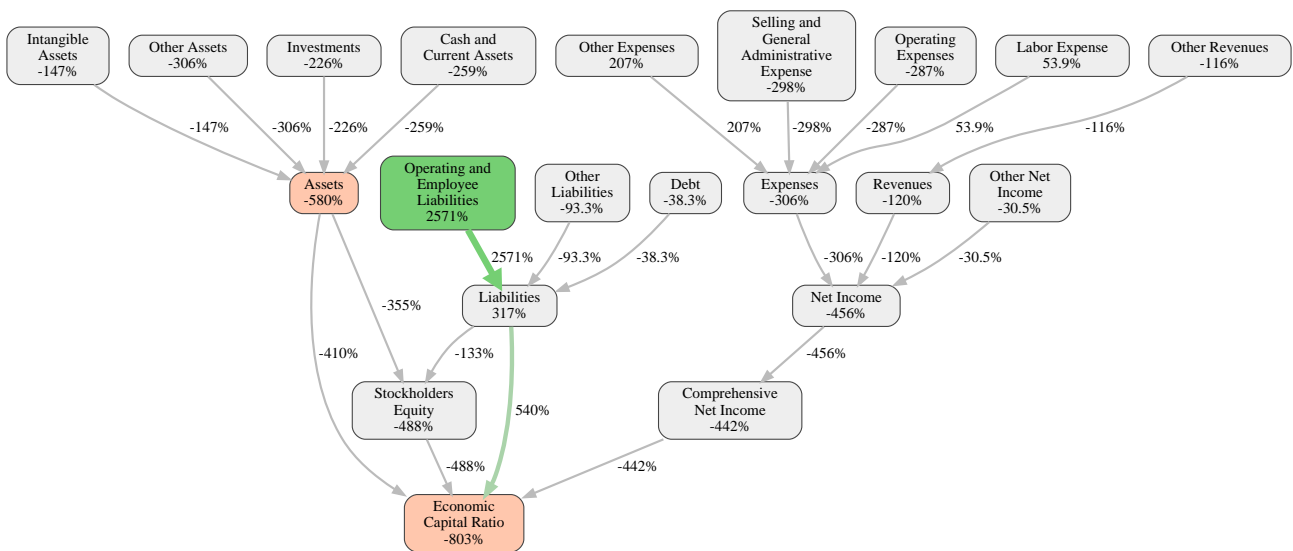 Intangible
Assets
-147%
Other Assets
-306%
Investments
-226%
Cash and
Current Assets
-259%
Other Expenses
207%
Selling and
General
Administrative
Expense
-298%
Operating
Expenses
-287%
Labor Expense
53.9%
Other Revenues
-116%
-147%
-306%
-226%
-259%
207%
-298%
-287%
53.9%
-116%
Assets
-580%
Operating and
Employee
Liabilities
2571%
Other
Liabilities
-93.3%
Debt
-38.3%
Expenses
-306%
Revenues
-120%
Other Net
Income
-30.5%
2571%
-93.3%
-38.3%
-306%
-120%
-30.5%
Liabilities
317%
Net Income
-456%
-355%
-410%
-133%
540%
-456%
Stockholders
Equity
-488%
Comprehensive
Net Income
-442%
-488%
-442%
Economic
Capital Ratio
-803%